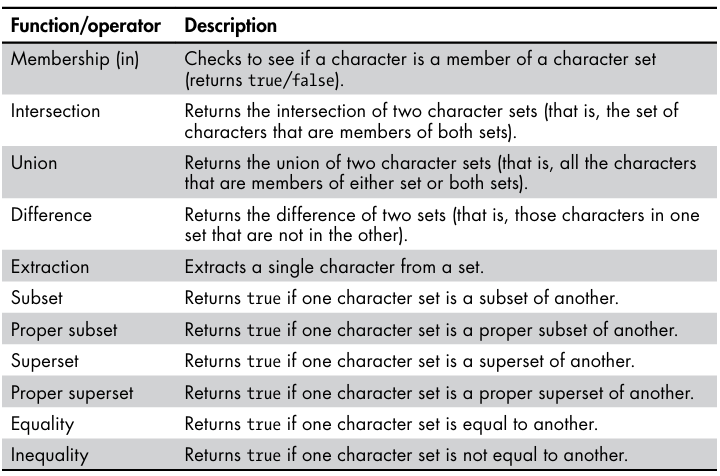 Function/operator Description
Membership (in) Checks to see if a character is a member of a character set
(returns true/false).
Intersection Returns the intersection of two character sets (that is, the set of
characters that are members of both sets).
Union Returns the union of two character sets (that is, all the characters
that are members of either set or both sets).
Difference Returns the difference of two sets (that is, those characters in one
set that are not in the other).
Extraction Extracts a single character from a set.
Subset Returns true if one character set is a subset of another.
Proper subset Returns true if one character set is a proper subset of another.
Superset Returns true if one character set is a superset of another.
Proper superset Returns true if one character set is a proper superset of another.
Equality Returns true if one character set is equal to another.
Inequality Returns true if one character set is not equal to another.